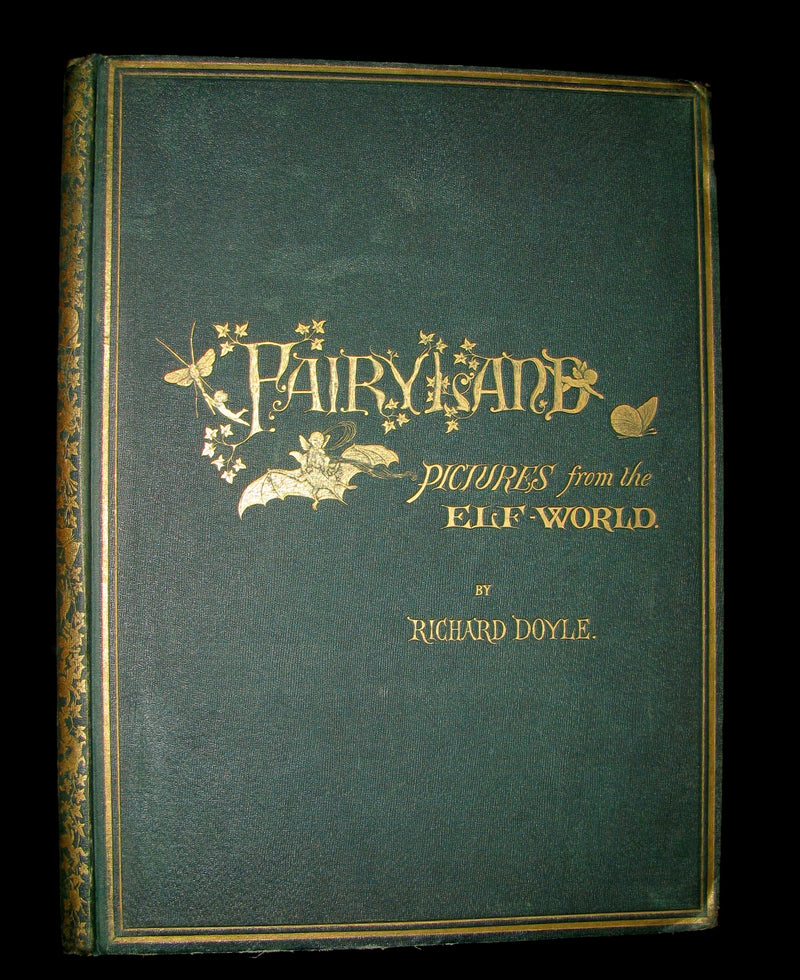 FAIRYLAND
PICTURES from the
ELF-WORLD.
BY
RICHARD DOYLE.